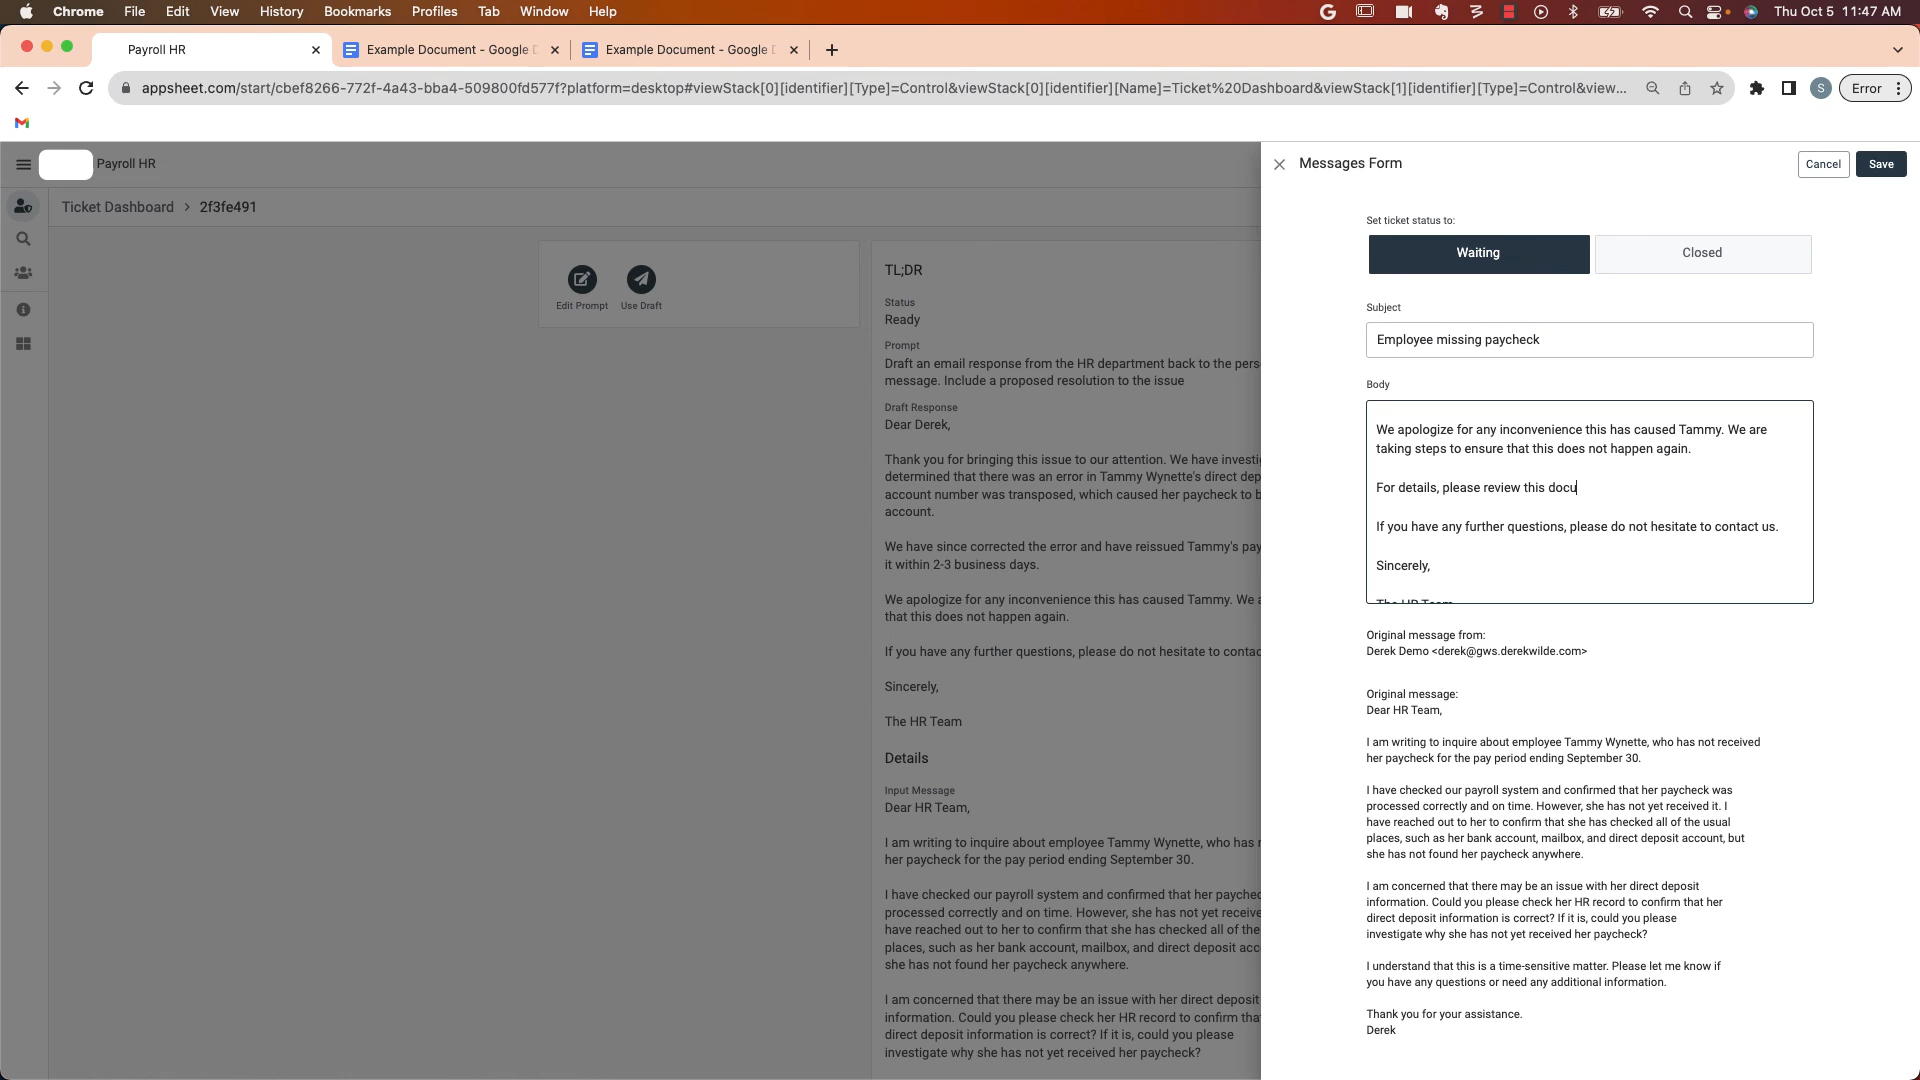 Chrome File Edit View History Bookmarks Profiles Tab Window Help Thu Oct 5 11:47 AM
Payroll HR
Example Document - Google
Example Document - Google
appsheet.com/start/cbef8266-772f-4a43-bba4-509800fd577f?platform=desktop#viewStack[0][identifier][Type]=Control&viewStack[0][identifier][Name]=Ticket%20Dashboard&viewStack[1][identifier][Type]=Control&view...
S
Error
Payroll HR
Ticket Dashboard > 2f3fe491
Edit Prompt
Use Draft
TL;DR
Status
Ready
Prompt
Draft an email response from the HR department back to the pers
message. Include a proposed resolution to the issue
Draft Response
Dear Derek,
Thank you for bringing this issue to our attention. We have investi
determined that there was an error in Tammy Wynette's direct dep
account number was transposed, which caused her paycheck to b
account.
We have since corrected the error and have reissued Tammy's pay
it within 2-3 business days.
We apologize for any inconvenience this has caused Tammy. We a
that this does not happen again.
If you have any further questions, please do not hesitate to contac
Sincerely,
The HR Team
Details
Input Message
Dear HR Team,
I am writing to inquire about employee Tammy Wynette, who has r
her paycheck for the pay period ending September 30.
I have checked our payroll system and confirmed that her paychec
processed correctly and on time. However, she has not yet receive
have reached out to her to confirm that she has checked all of the
places, such as her bank account, mailbox, and direct deposit acc
she has not found her paycheck anywhere.
I am concerned that there may be an issue with her direct deposit
information. Could you please check her HR record to confirm tha
direct deposit information is correct? If it is, could you please
investigate why she has not yet received her paycheck?
Messages Form
Cancel
Save
Set ticket status to:
Waiting
Closed
Subject
Employee missing paycheck
Body
We apologize for any inconvenience this has caused Tammy. We are
taking steps to ensure that this does not happen again.
For details, please review this docu
If you have any further questions, please do not hesitate to contact us.
Sincerely,
The HR Team
Original message from:
Derek Demo <derek@gws.derekwilde.com>
Original message:
Dear HR Team,
I am writing to inquire about employee Tammy Wynette, who has not received
her paycheck for the pay period ending September 30.
I have checked our payroll system and confirmed that her paycheck was
processed correctly and on time. However, she has not yet received it. I
have reached out to her to confirm that she has checked all of the usual
places, such as her bank account, mailbox, and direct deposit account, but
she has not found her paycheck anywhere.
I am concerned that there may be an issue with her direct deposit
information. Could you please check her HR record to confirm that her
direct deposit information is correct? If it is, could you please
investigate why she has not yet received her paycheck?
I understand that this is a time-sensitive matter. Please let me know if
you have any questions or need any additional information.
Thank you for your assistance.
Derek